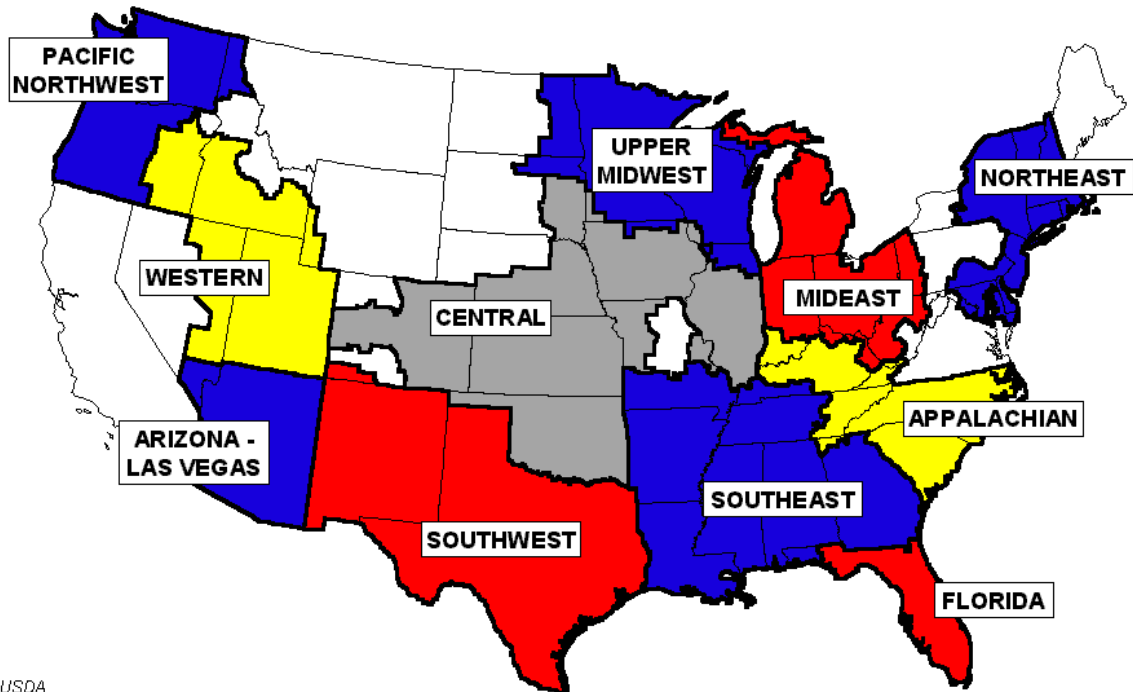 PACIFIC
NORTHWEST
UPPER
MIDWEST
NORTHEAST
WESTERN
MIDEAST
CENTRAL
APPALACHIAN
ARIZONA -
LAS VEGAS
SOUTHEAST
SOUTHWEST
FLORIDA
USDA